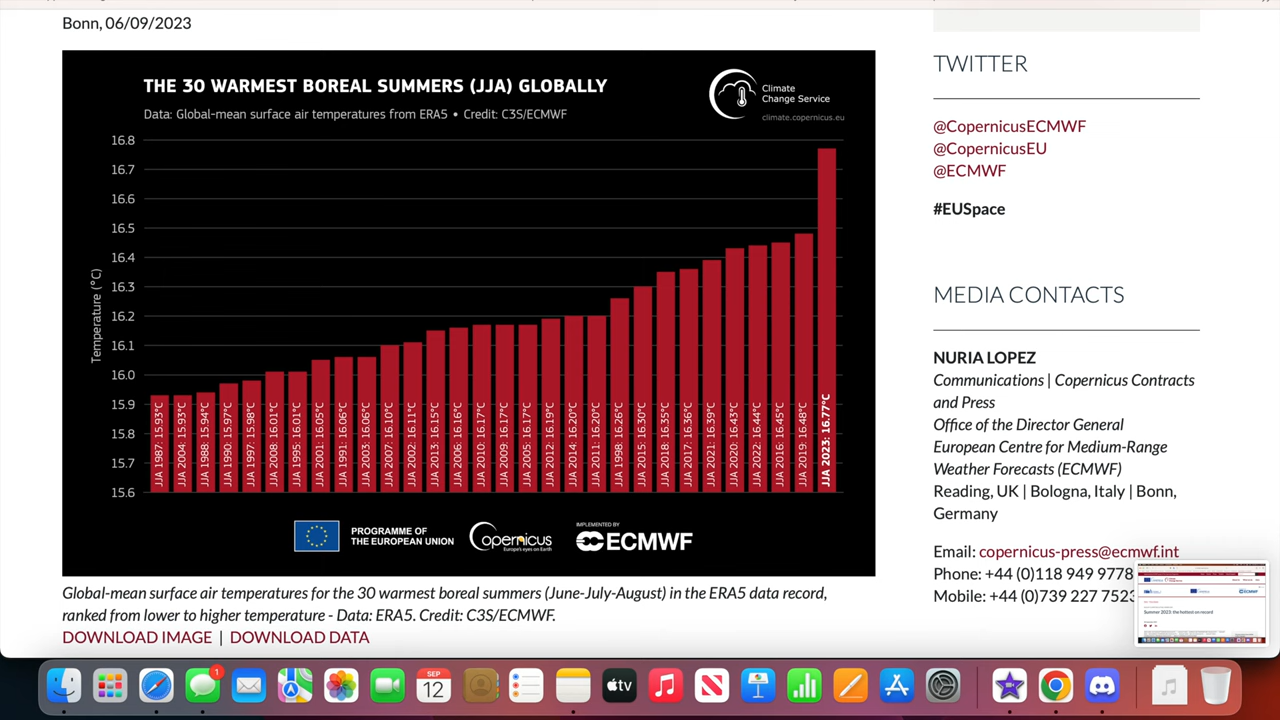 Bonn, 06/09/2023
THE 30 WARMEST BOREAL SUMMERS (JJA) GLOBALLY
Data: Global-mean surface air temperatures from ERA5 • Credit: C3S/ECMWF
Climate
Change Service
climate.copernicus.eu
Temperature (°C)
16.8
16.7
16.6
16.5
16.4
16.3
16.2
16.1
16.0
15.9
15.8
15.7
15.6
JJA 1987: 15.93°C
JJA 2004: 15.93°C
JJA 1988: 15.94°C
JJA 1990: 15.97°C
JJA 1997: 15.98°C
JJA 2008: 16.01°C
JJA 1995: 16.01°C
JJA 2001: 16.05°C
JJA 1991: 16.06°C
JJA 2003: 16.06°C
JJA 2007: 16.10°C
JJA 2002: 16.11°C
JJA 2013: 16.15°C
JJA 2006: 16.16°C
JJA 2010: 16.17°C
JJA 2009: 16.17°C
JJA 2005: 16.17°C
JJA 2012: 16.19°C
JJA 2014: 16.20°C
JJA 2011: 16.20°C
JJA 1998: 16.26°C
JJA 2015: 16.30°C
JJA 2018: 16.35°C
JJA 2017: 16.36°C
JJA 2021: 16.39°C
JJA 2020: 16.43°C
JJA 2022: 16.44°C
JJA 2016: 16.45°C
JJA 2019: 16.48°C
JJA 2023: 16.77°C
PROGRAMME OF
THE EUROPEAN UNION
Copernicus
Europe's eyes on Earth
IMPLEMENTED BY
ECMWF
Global-mean surface air temperatures for the 30 warmest boreal summers (June-July-August) in the ERA5 data record,
ranked from lower to higher temperature - Data: ERA5. Credit: C3S/ECMWF.
DOWNLOAD IMAGE | DOWNLOAD DATA
TWITTER
@CopernicusECMWF
@CopernicusEU
@ECMWF
#EUSpace
MEDIA CONTACTS
NURIA LOPEZ
Communications | Copernicus Contracts
and Press
Office of the Director General
European Centre for Medium-Range
Weather Forecasts (ECMWF)
Reading, UK | Bologna, Italy | Bonn,
Germany
Email: copernicus-press@ecmwf.int
Phone: +44 (0)118 949 9778
Mobile: +44 (0)739 227 7523
Summer 2023: the hottest on record
1
SEP
12
tv